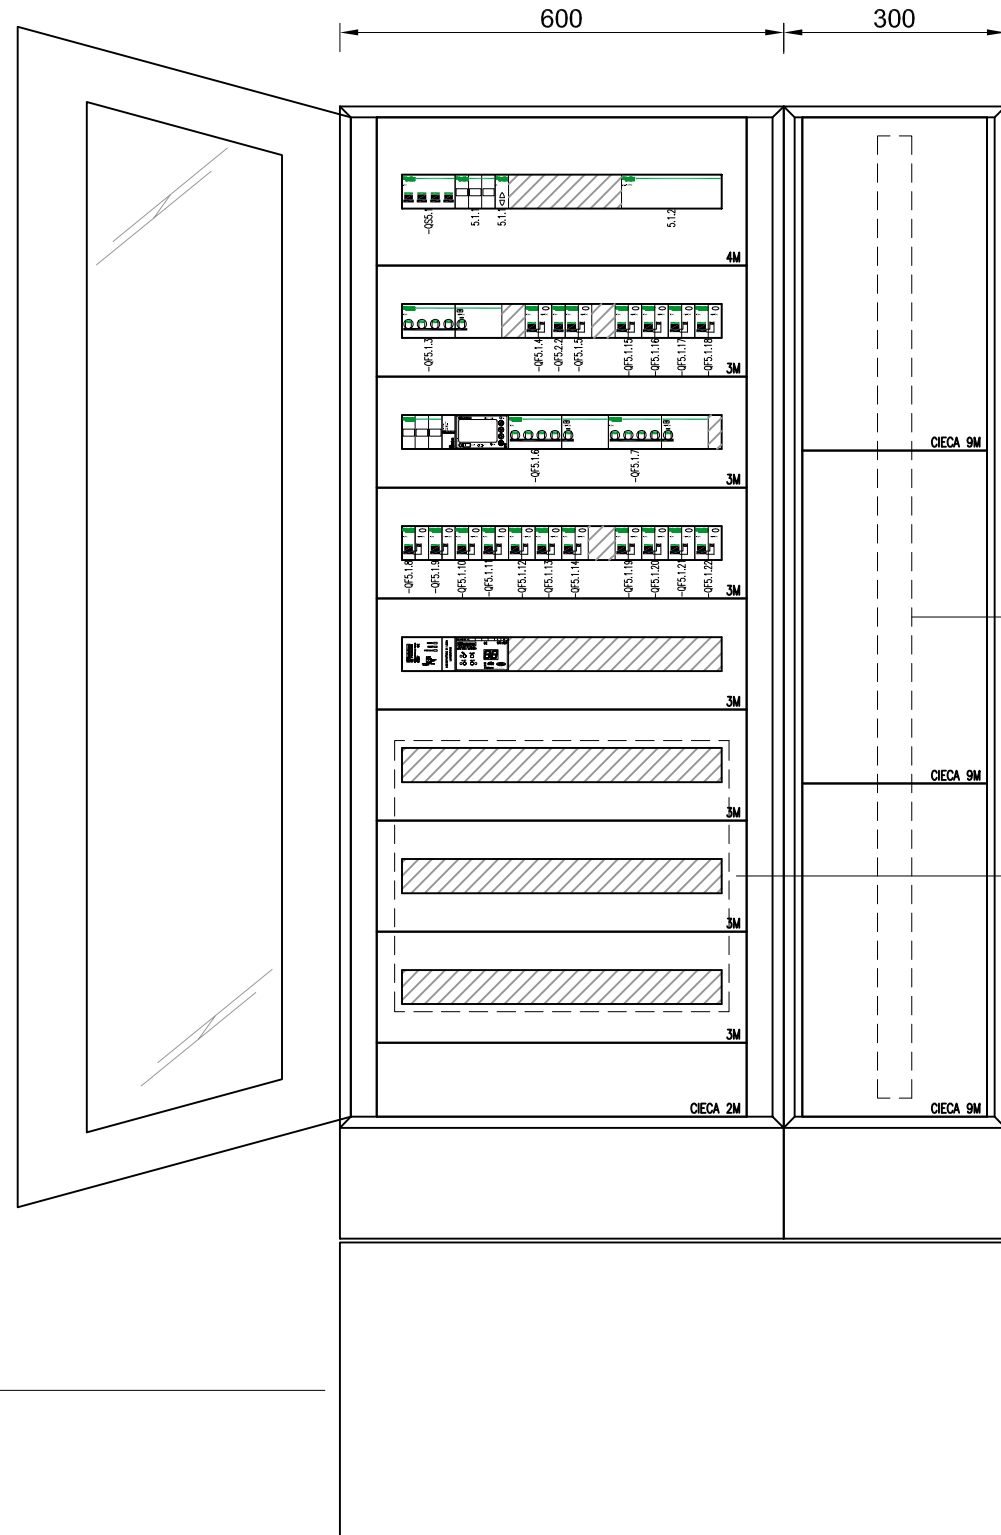 600
300
-QS5.1
5.1.1
5.1.1
5.1.2
4M
-QF5.1.3
-QF5.1.4
-QF5.2.2
-QF5.1.5
-QF5.1.15
-QF5.1.16
-QF5.1.17
-QF5.1.18
3M
CIECA 9M
-QF5.1.6
-QF5.1.7
3M
-QF5.1.8
-QF5.1.9
-QF5.1.10
-QF5.1.11
-QF5.1.12
-QF5.1.13
-QF5.1.14
-QF5.1.19
-QF5.1.20
-QF5.1.21
-QF5.1.22
3M
3M
CIECA 9M
3M
3M
3M
CIECA 2M
CIECA 9M